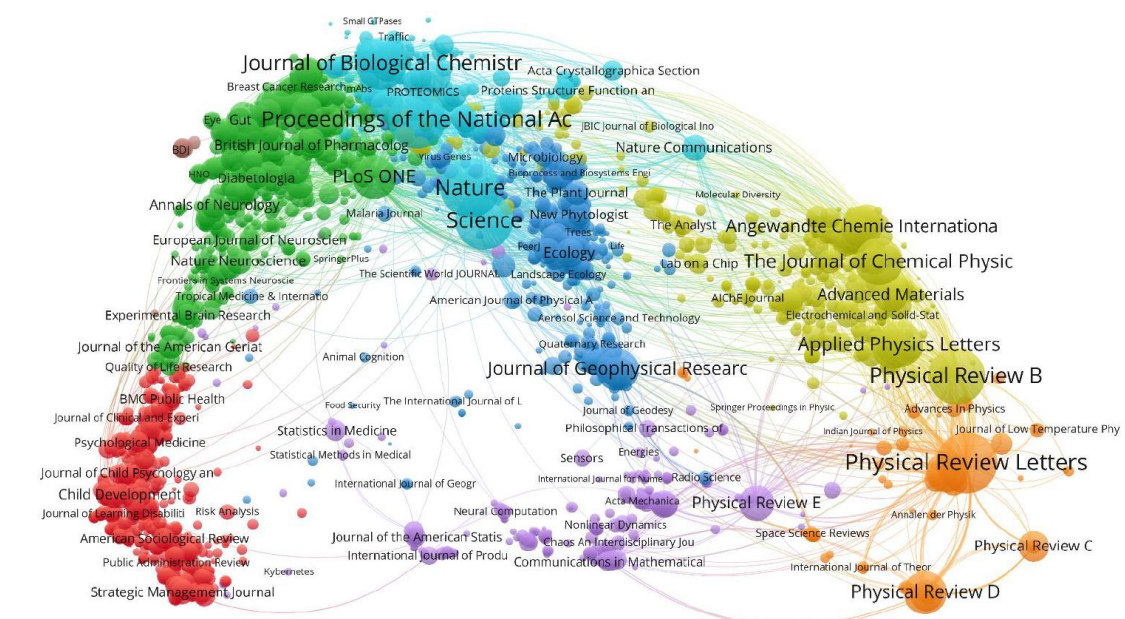 Small GTPases
Traffic
Journal of Biological Chemistr
Acta Crystallographica Section
Breast Cancer Research
mAbs
PROTEOMICS
Proteins Structure Function an
Eye
Gut
Proceedings of the National Ac
JBIC Journal of Biological Ino
BDJ
British Journal of Pharmacolog
Nature Communications
Virus Genes
Microbiology
HNO
Diabetologia
PLoS ONE
Bioprocess and Biosystems Engi
Nature
The Plant Journal
Molecular Diversity
Annals of Neurology
Malaria Journal
Science
New Phytologist
The Analyst
Angewandte Chemie Internationa
Trees
European Journal of Neuroscien
PeerJ
Ecology
Life
Nature Neuroscience
SpringerPlus
Lab on a Chip
The Journal of Chemical Physic
The Scientific World JOURNAL
Landscape Ecology
Frontiers in Systems Neuroscie
Tropical Medicine & Internatio
American Journal of Physical A
AIChE Journal
Advanced Materials
Experimental Brain Research
Aerosol Science and Technology
Electrochemical and Solid-Stat
Journal of the American Geriat
Quaternary Research
Applied Physics Letters
Animal Cognition
Quality of Life Research
Journal of Geophysical Researc
Physical Review B
BMC Public Health
Food Security
The International Journal of L
Journal of Geodesy
Springer Proceedings in Physic
Advances In Physics
Journal of Clinical and Experi
Statistics in Medicine
Philosophical Transactions of
Indian Journal of Physics
Journal of Low Temperature Phy
Psychological Medicine
Statistical Methods in Medical
Sensors
Energies
Physical Review Letters
Journal of Child Psychology an
International Journal of Geogr
International Journal for Nume
Radio Science
Child Development
Acta Mechanica
Physical Review E
Journal of Learning Disabiliti
Risk Analysis
Neural Computation
Annalen der Physik
Nonlinear Dynamics
American Sociological Review
Journal of the American Statis
Chaos An Interdisciplinary Jou
Space Science Reviews
Physical Review C
Public Administration Review
International Journal of Produ
Communications in Mathematical
International Journal of Theor
Kybernetes
Strategic Management Journal
Physical Review D